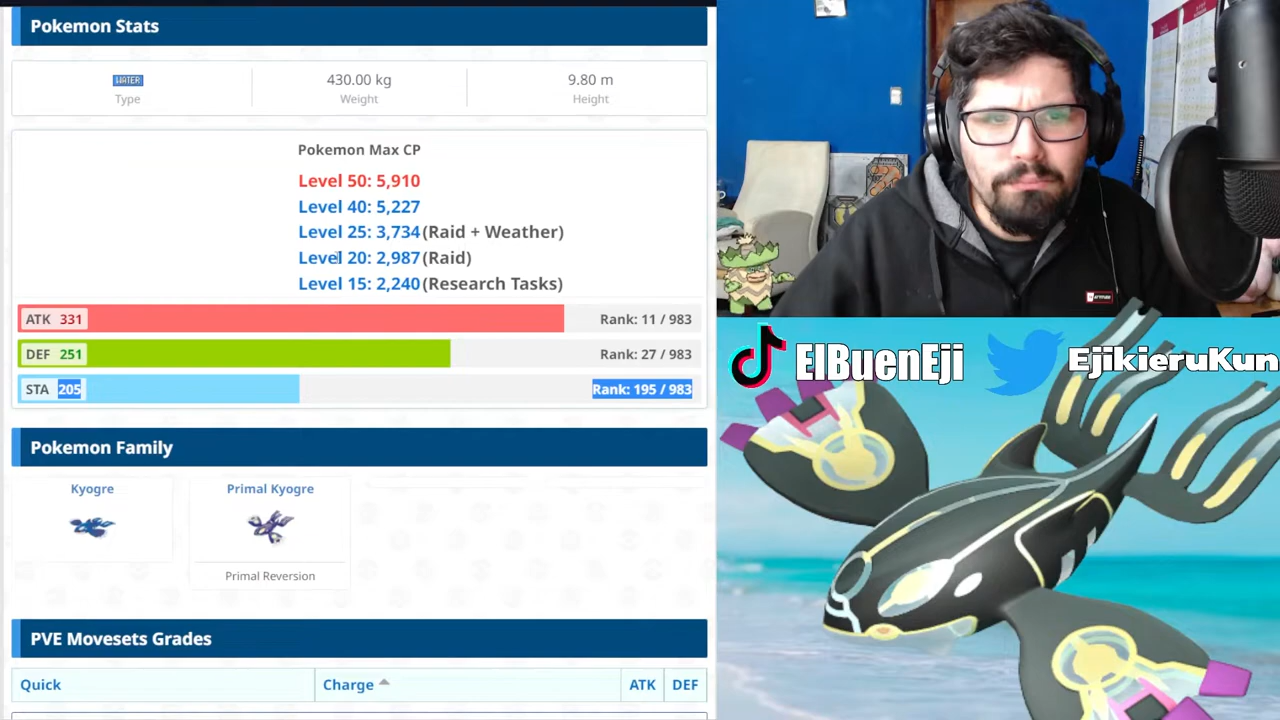 Pokemon Stats
WATER
Type
430.00 kg
Weight
9.80 m
Height
Pokemon Max CP
Level 50: 5,910
Level 40: 5,227
Level 25: 3,734 (Raid + Weather)
Level 20: 2,987 (Raid)
Level 15: 2,240 (Research Tasks)
ATK 331 Rank: 11 / 983
DEF 251 Rank: 27 / 983
STA 205 Rank: 195 / 983
Pokemon Family
Kyogre
Primal Kyogre
Primal Reversion
PVE Movesets Grades
Quick Charge ATK DEF
ElBuenEji
EjikieruKun